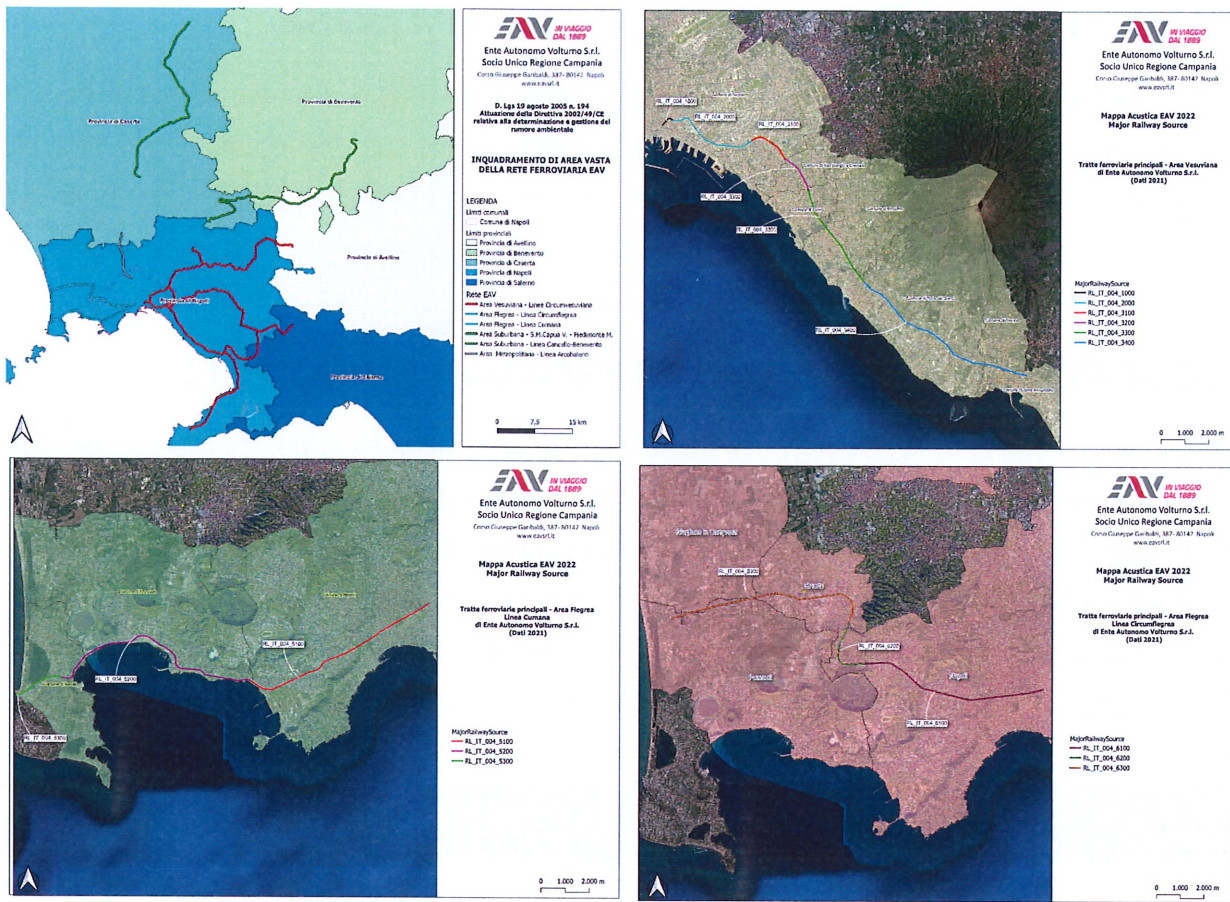 Provincia di Caserta
Provincia di Benevento
Provincia di Avellino
Provincia di Napoli
Provincia di Salerno
EAV IN VIAGGIO
DAL 1889
Ente Autonomo Volturno S.r.l.
Socio Unico Regione Campania
Corso Giuseppe Garibaldi, 387- 80142 Napoli
www.eavsrl.it
D. Lgs 19 agosto 2005 n. 194
Attuazione della Direttiva 2002/49/CE
relativa alla determinazione e gestione del
rumore ambientale
INQUADRAMENTO DI AREA VASTA
DELLA RETE FERROVIARIA EAV
LEGENDA
Limiti comunali
Comune di Napoli
Limiti provinciali
Provincia di Avellino
Provincia di Benevento
Provincia di Caserta
Provincia di Napoli
Provincia di Salerno
Rete EAV
Area Vesuviana - Linee Circumvesuviana
Area Flegrea - Linea Circumflegrea
Area Flegrea - Linea Cumana
Area Suburbana - S.M.Capua V. - Piedimonte M.
Area Suburbana - Linea Cancello-Benevento
Area Metropolitana - Linea Arcobaleno
0 7,5 15 km
RL_IT_004_1000
RL_IT_004_2000
RL_IT_004_3100
RL_IT_004_3200
RL_IT_004_3400
EAV IN VIAGGIO
DAL 1889
Ente Autonomo Volturno S.r.l.
Socio Unico Regione Campania
Corso Giuseppe Garibaldi, 387- 80142 Napoli
www.eavsrl.it
Mappa Acustica EAV 2022
Major Railway Source
Tratte ferroviarie principali - Area Vesuviana
di Ente Autonomo Volturno S.r.l.
(Dati 2021)
MajorRailwaySource
RL_IT_004_1000
RL_IT_004_2000
RL_IT_004_3100
RL_IT_004_3200
RL_IT_004_3300
RL_IT_004_3400
0 1.000 2.000 m
RL_IT_004_5100
RL_IT_004_5200
RL_IT_004_5300
EAV IN VIAGGIO
DAL 1889
Ente Autonomo Volturno S.r.l.
Socio Unico Regione Campania
Corso Giuseppe Garibaldi, 387- 80142 Napoli
www.eavsrl.it
Mappa Acustica EAV 2022
Major Railway Source
Tratte ferroviarie principali - Area Flegrea
Linea Cumana
di Ente Autonomo Volturno S.r.l.
(Dati 2021)
MajorRailwaySource
RL_IT_004_5100
RL_IT_004_5200
RL_IT_004_5300
0 1.000 2.000 m
Giugliano in Campania
RL_IT_004_6300
RL_IT_004_6200
Pozzuoli
Napoli
RL_IT_004_6100
EAV IN VIAGGIO
DAL 1889
Ente Autonomo Volturno S.r.l.
Socio Unico Regione Campania
Corso Giuseppe Garibaldi, 387- 80142 Napoli
www.eavsrl.it
Mappa Acustica EAV 2022
Major Railway Source
Tratte ferroviarie principali - Area Flegrea
Linea Circumflegrea
di Ente Autonomo Volturno S.r.l.
(Dati 2021)
MajorRailwaySource
RL_IT_004_6100
RL_IT_004_6200
RL_IT_004_6300
0 1.000 2.000 m